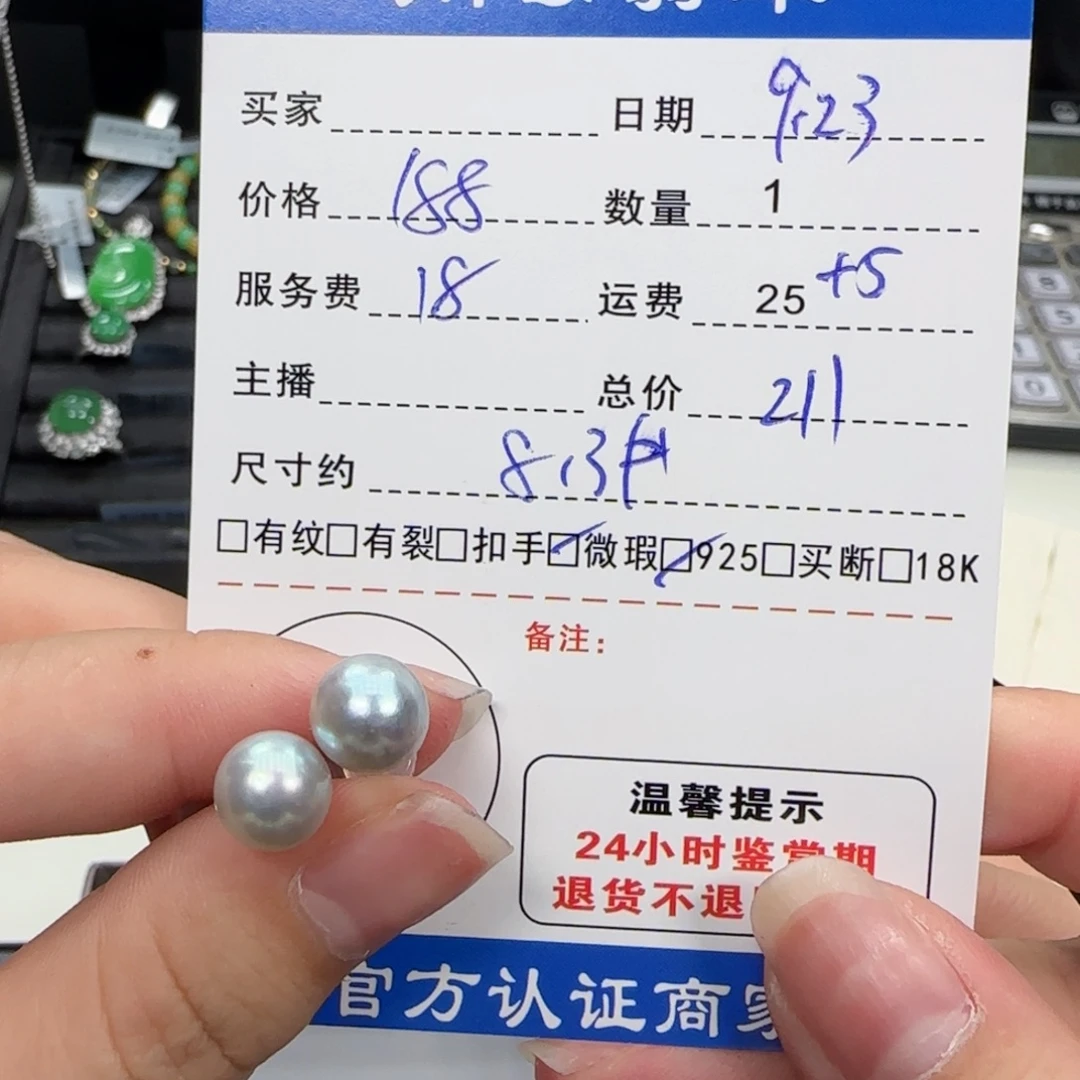 买家 日期 9.23
价格 188 数量 1
服务费 18 运费 25 +5
主播 总价 211
尺寸约 8.3
□有纹□有裂□扣手☑微瑕☑925□买断□18K
备注:
温馨提示
24小时鉴赏期
退货不退
官方认证商家